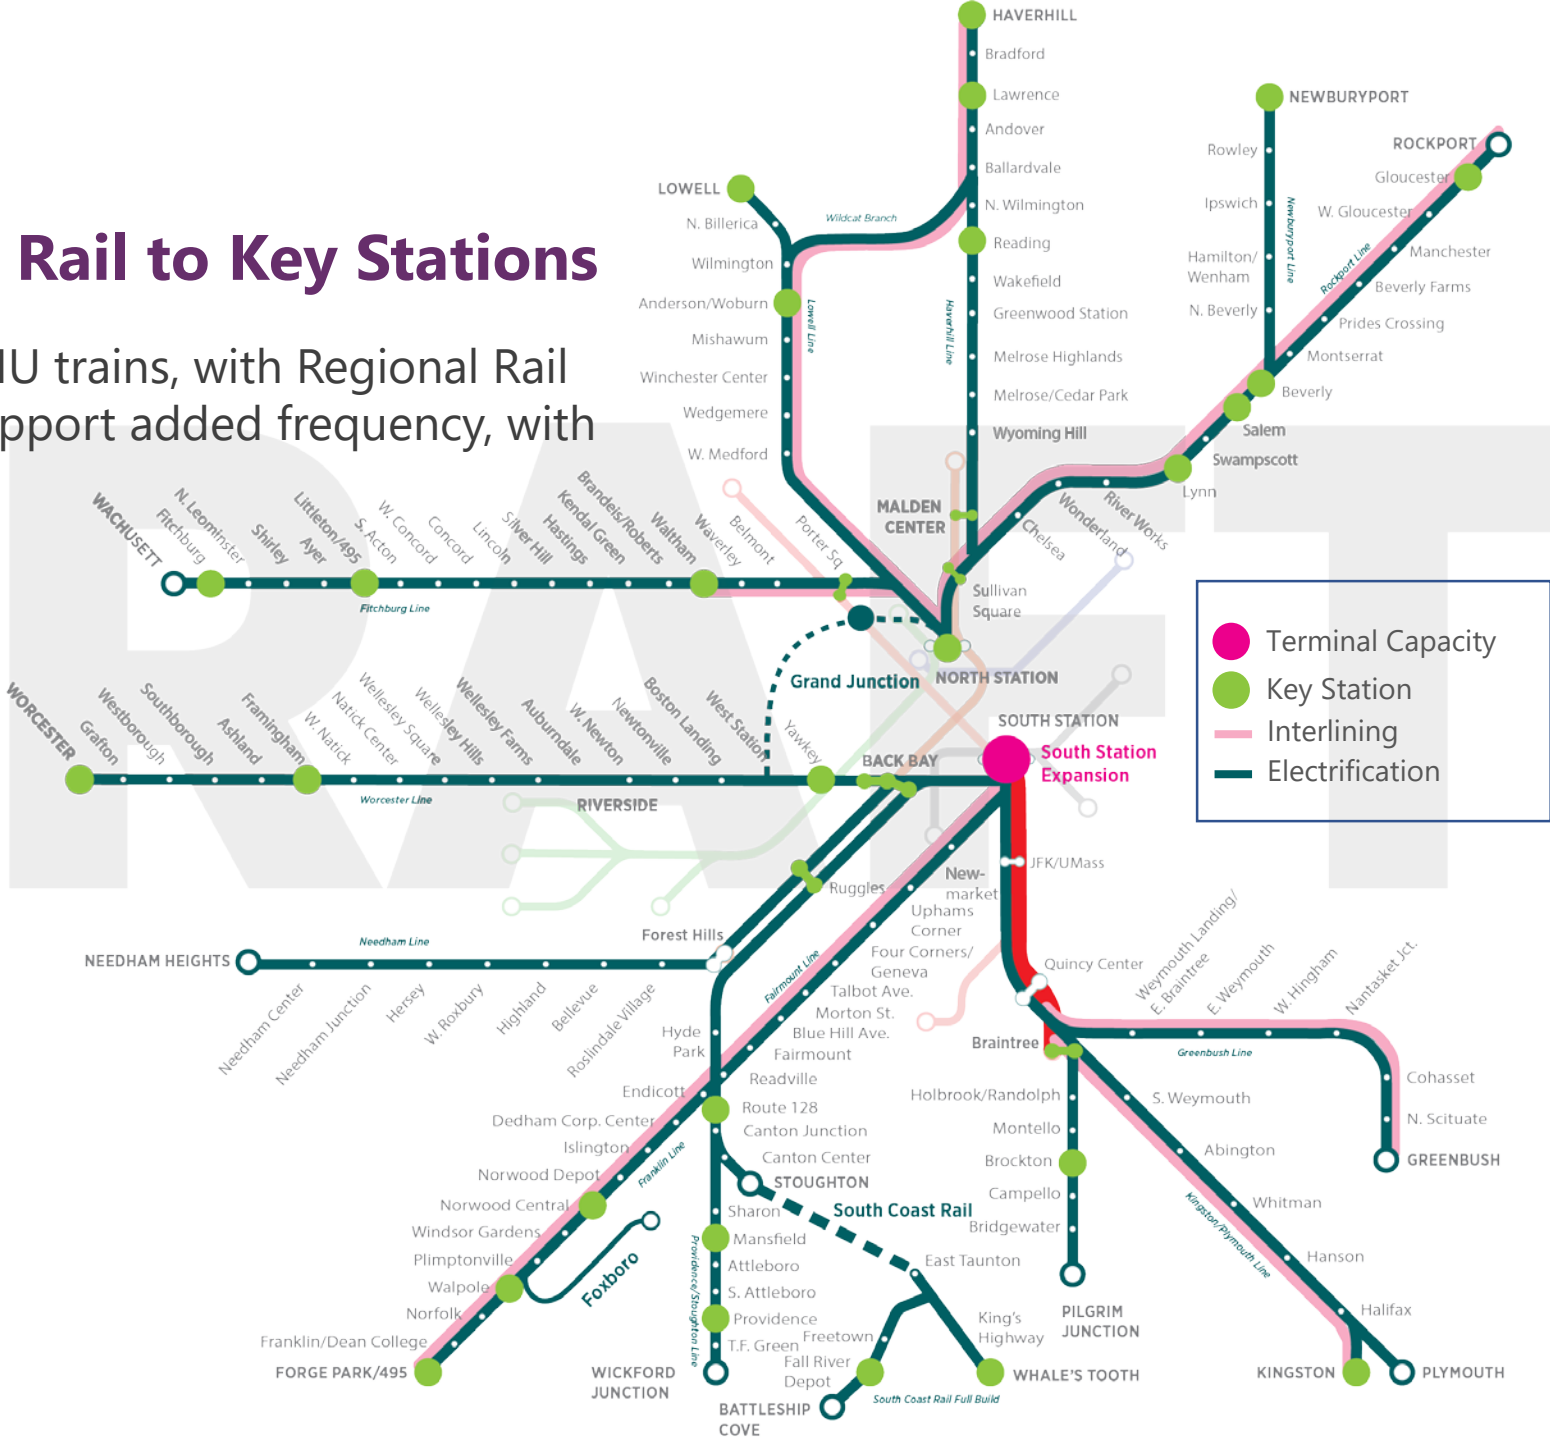 Rail to Key Stations
IU trains, with Regional Rail
pport added frequency, with
HAVERHILL
Bradford
Lawrence
Andover
Ballardvale
N. Wilmington
Reading
Wakefield
Greenwood Station
Melrose Highlands
Melrose/Cedar Park
Wyoming Hill
MALDEN
CENTER
Haverhill Line
Wildcat Branch
LOWELL
N. Billerica
Wilmington
Anderson/Woburn
Mishawum
Winchester Center
Wedgemere
W. Medford
Lowell Line
NEWBURYPORT
Rowley
Ipswich
Hamilton/
Wenham
N. Beverly
Newburyport Line
ROCKPORT
Gloucester
W. Gloucester
Manchester
Beverly Farms
Prides Crossing
Montserrat
Rockport Line
Beverly
Salem
Swampscott
Lynn
River Works
Wonderland
Chelsea
Sullivan
Square
NORTH STATION
WACHUSETT
Fitchburg
N. Leominster
Shirley
Ayer
Littleton/495
S. Acton
W. Concord
Concord
Lincoln
Silver Hill
Hastings
Kendal Green
Brandeis/Roberts
Waltham
Waverley
Belmont
Porter Sq
Fitchburg Line
Grand Junction
Terminal Capacity
Key Station
Interlining
Electrification
WORCESTER
Grafton
Westborough
Southborough
Ashland
Framingham
W. Natick
Natick Center
Wellesley Square
Wellesley Hills
Wellesley Farms
Auburndale
W. Newton
Newtonville
Boston Landing
West Station
Yawkey
BACK BAY
Worcester Line
RIVERSIDE
SOUTH STATION
South Station
Expansion
JFK/UMass
Ruggles
Forest Hills
New-
market
Uphams
Corner
Four Corners/
Geneva
Talbot Ave.
Morton St.
Blue Hill Ave.
Fairmount
Readville
Fairmount Line
NEEDHAM HEIGHTS
Needham Line
Needham Center
Needham Junction
Hersey
W. Roxbury
Highland
Bellevue
Roslindale Village
Hyde
Park
Endicott
Dedham Corp. Center
Islington
Norwood Depot
Norwood Central
Windsor Gardens
Plimptonville
Walpole
Norfolk
Franklin/Dean College
FORGE PARK/495
Franklin Line
Foxboro
Route 128
Canton Junction
Canton Center
STOUGHTON
Sharon
Mansfield
Attleboro
S. Attleboro
Providence
T.F. Green
WICKFORD
JUNCTION
Providence/Stoughton Line
South Coast Rail
East Taunton
King's
Highway
WHALE'S TOOTH
Freetown
Fall River
Depot
BATTLESHIP
COVE
South Coast Rail Full Build
Quincy Center
Braintree
Weymouth Landing/
E. Braintree
E. Weymouth
W. Hingham
Nantasket Jct.
Greenbush Line
Cohasset
N. Scituate
GREENBUSH
Holbrook/Randolph
Montello
Brockton
Campello
Bridgewater
PILGRIM
JUNCTION
S. Weymouth
Abington
Whitman
Hanson
Halifax
Kingston/Plymouth Line
KINGSTON
PLYMOUTH
RAFT